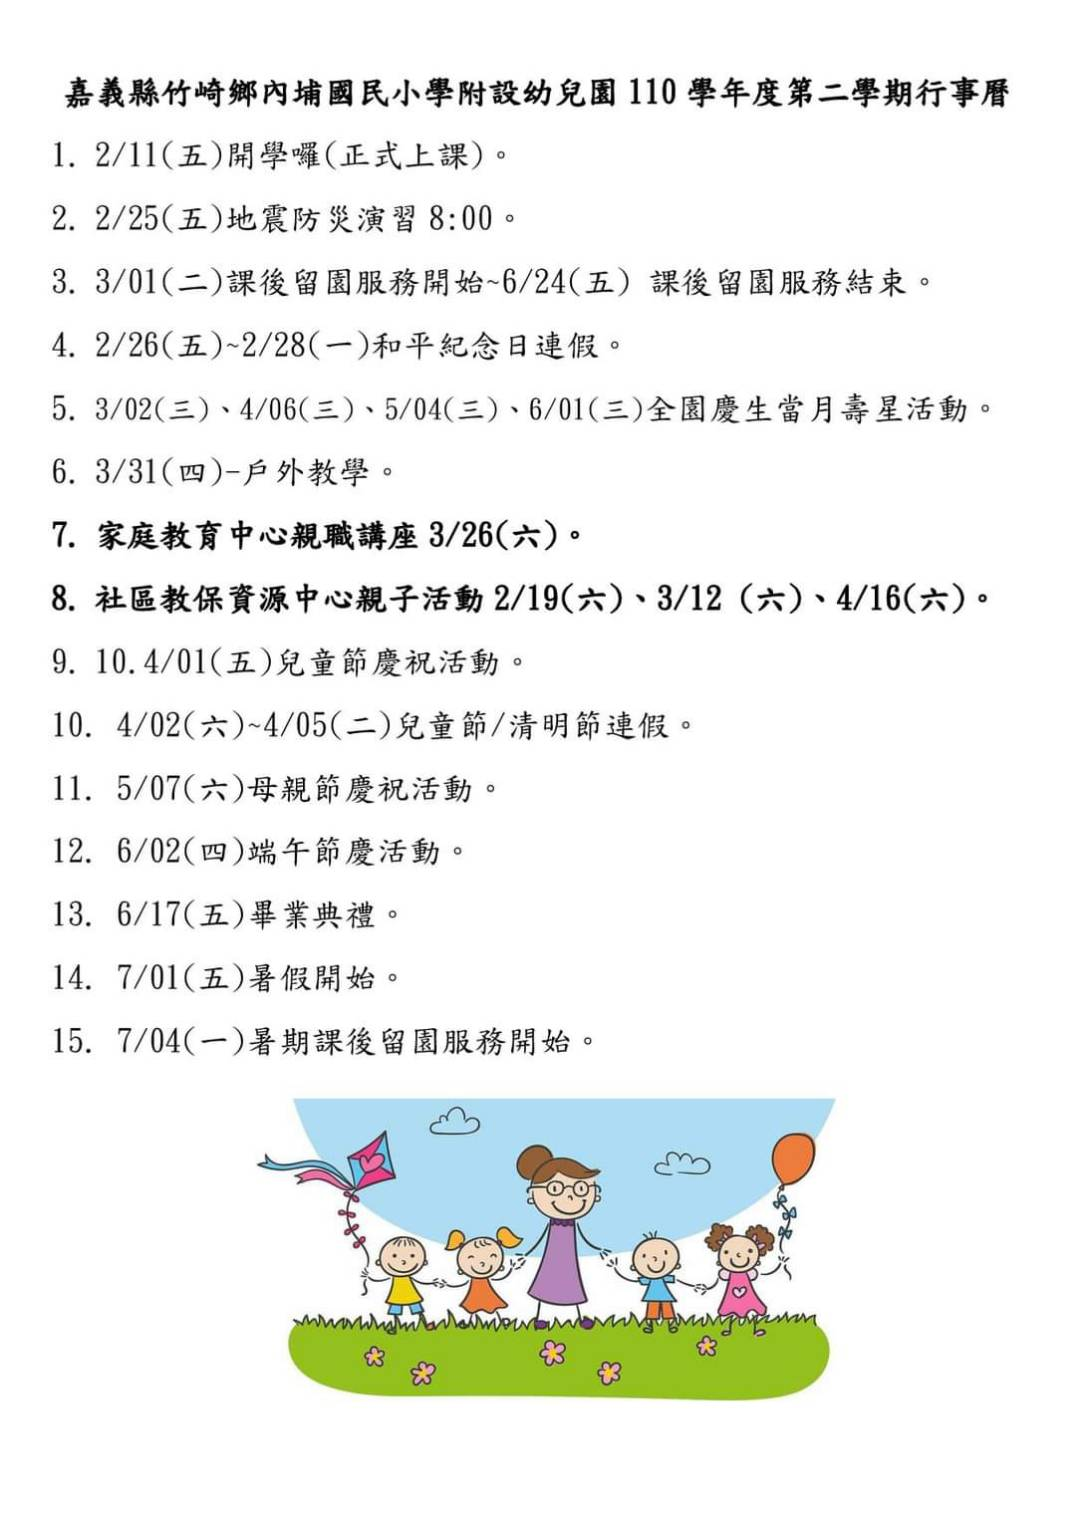 嘉義縣竹崎鄉內埔國民小學附設幼兒園 110 學年度第二學期行事曆
1. 2/11(五)開學囉(正式上課)。
2. 2/25(五)地震防災演習 8:00。
3. 3/01(二)課後留園服務開始~6/24(五) 課後留園服務結束。
4. 2/26(五)~2/28(一)和平紀念日連假。
5. 3/02(三)、4/06(三)、5/04(三)、6/01(三)全園慶生當月壽星活動。
6. 3/31(四)-戶外教學。
7. 家庭教育中心親職講座 3/26(六)。
8. 社區教保資源中心親子活動 2/19(六)、3/12 (六)、4/16(六)。
9. 10.4/01(五)兒童節慶祝活動。
10. 4/02(六)~4/05(二)兒童節/清明節連假。
11. 5/07(六)母親節慶祝活動。
12. 6/02(四)端午節慶活動。
13. 6/17(五)畢業典禮。
14. 7/01(五)暑假開始。
15. 7/04(一)暑期課後留園服務開始。